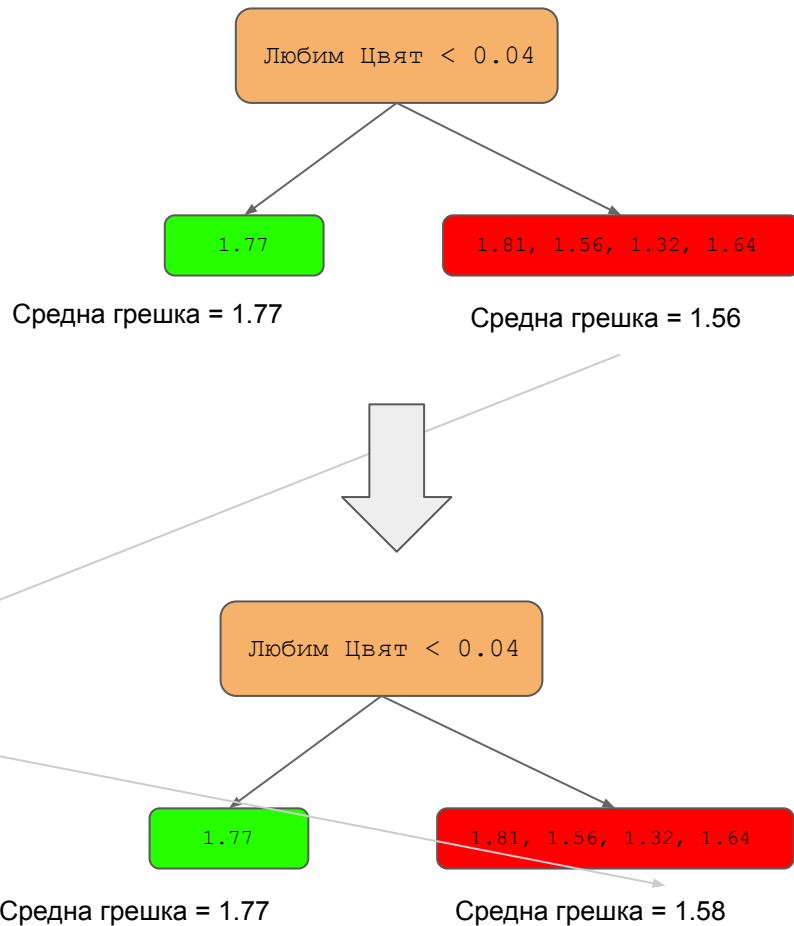 Любим Цвят < 0.04
1.77
1.81, 1.56, 1.32, 1.64
Средна грешка = 1.77
Средна грешка = 1.56
Любим Цвят < 0.04
1.77
1.81, 1.56, 1.32, 1.64
Средна грешка = 1.77
Средна грешка = 1.58